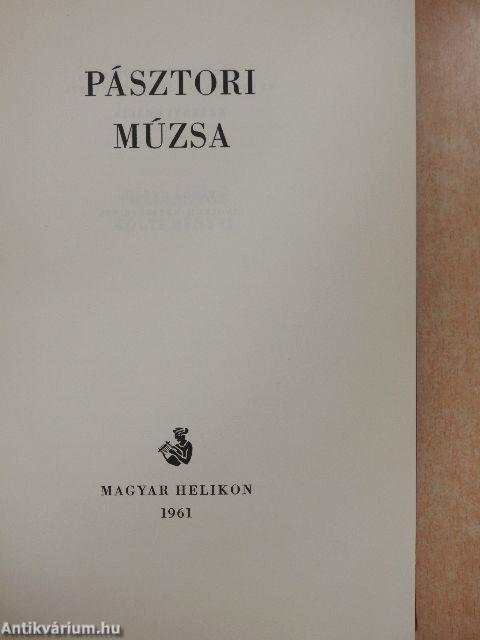 PÁSZTORI
MÚZSA
MAGYAR HELIKON
1961
Antikvárium.hu